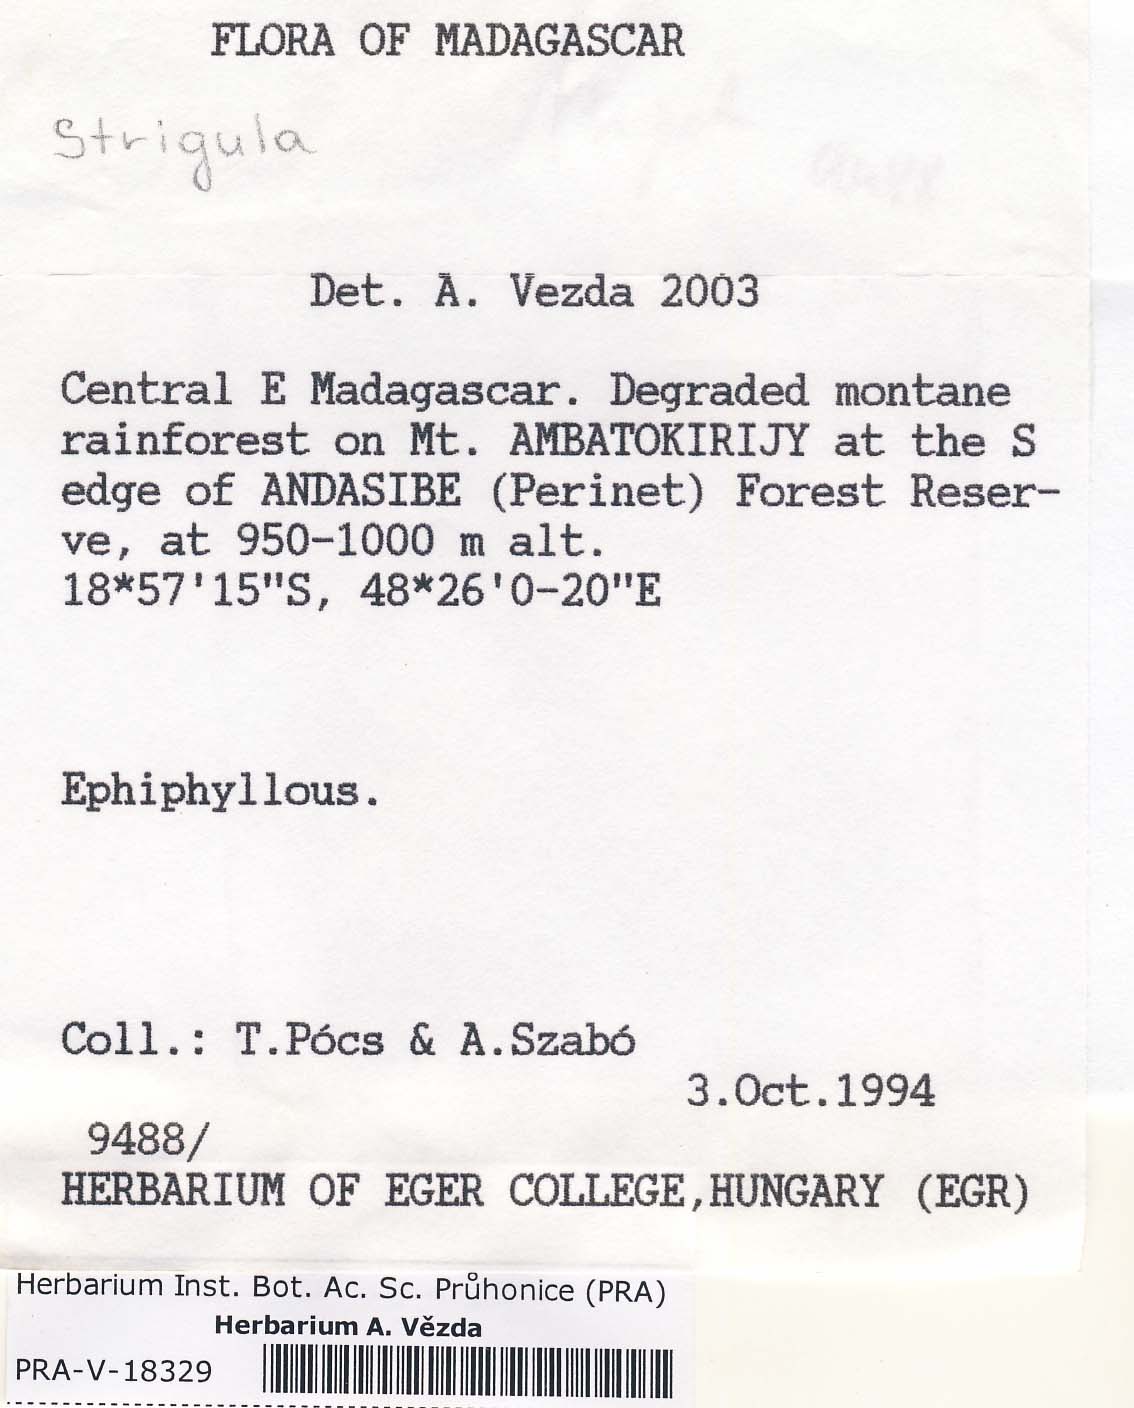 FLORA OF MADAGASCAR
Strigula
Det. A. Vezda 2003
Central E Madagascar. Degraded montane
rainforest on Mt. AMBATOKIRIJY at the S
edge of ANDASIBE (Perinet) Forest Reser-
ve, at 950-1000 m alt.
18*57'15"S, 48*26'0-20"E
Ephiphyllous.
Coll.: T.Pócs & A.Szabó
3.Oct.1994
9488/
HERBARIUM OF EGER COLLEGE,HUNGARY (EGR)
Herbarium Inst. Bot. Ac. Sc. Průhonice (PRA)
Herbarium A. Vězda
PRA-V-18329